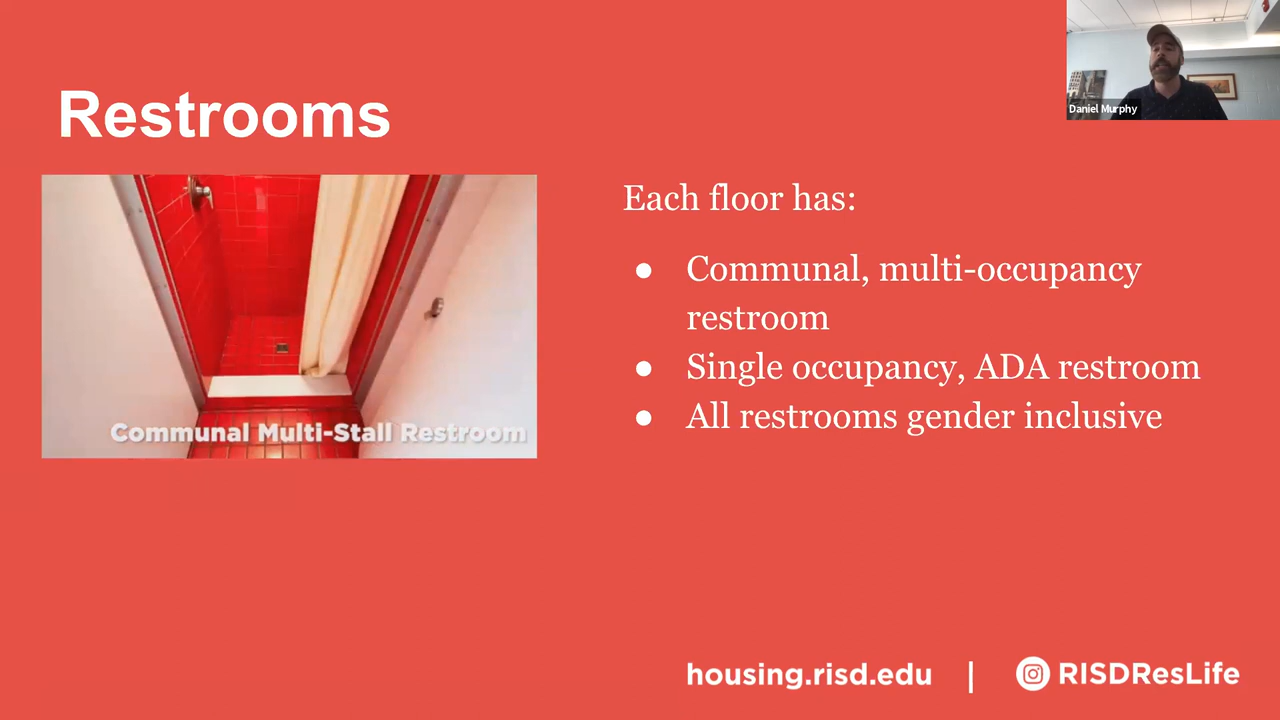 Restrooms
Daniel Murphy
Communal Multi-Stall Restroom
Each floor has:
● Communal, multi-occupancy
restroom
● Single occupancy, ADA restroom
● All restrooms gender inclusive
housing.risd.edu | RISDResLife